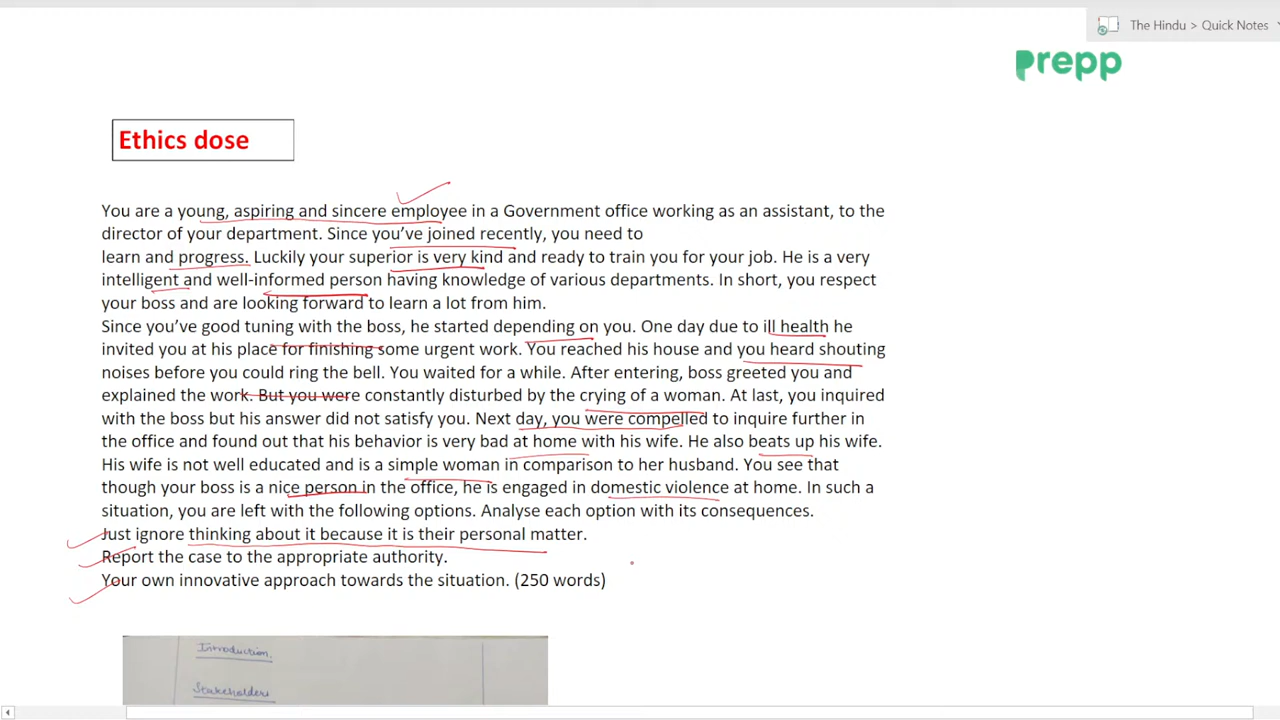 The Hindu > Quick Notes
prepp
Ethics dose
You are a young, aspiring and sincere employee in a Government office working as an assistant, to the
director of your department. Since you’ve joined recently, you need to
learn and progress. Luckily your superior is very kind and ready to train you for your job. He is a very
intelligent and well-informed person having knowledge of various departments. In short, you respect
your boss and are looking forward to learn a lot from him.
Since you’ve good tuning with the boss, he started depending on you. One day due to ill health he
invited you at his place for finishing some urgent work. You reached his house and you heard shouting
noises before you could ring the bell. You waited for a while. After entering, boss greeted you and
explained the work. But you were constantly disturbed by the crying of a woman. At last, you inquired
with the boss but his answer did not satisfy you. Next day, you were compelled to inquire further in
the office and found out that his behavior is very bad at home with his wife. He also beats up his wife.
His wife is not well educated and is a simple woman in comparison to her husband. You see that
though your boss is a nice person in the office, he is engaged in domestic violence at home. In such a
situation, you are left with the following options. Analyse each option with its consequences.
Just ignore thinking about it because it is their personal matter.
Report the case to the appropriate authority.
Your own innovative approach towards the situation. (250 words)
Introduction.
Stakeholders